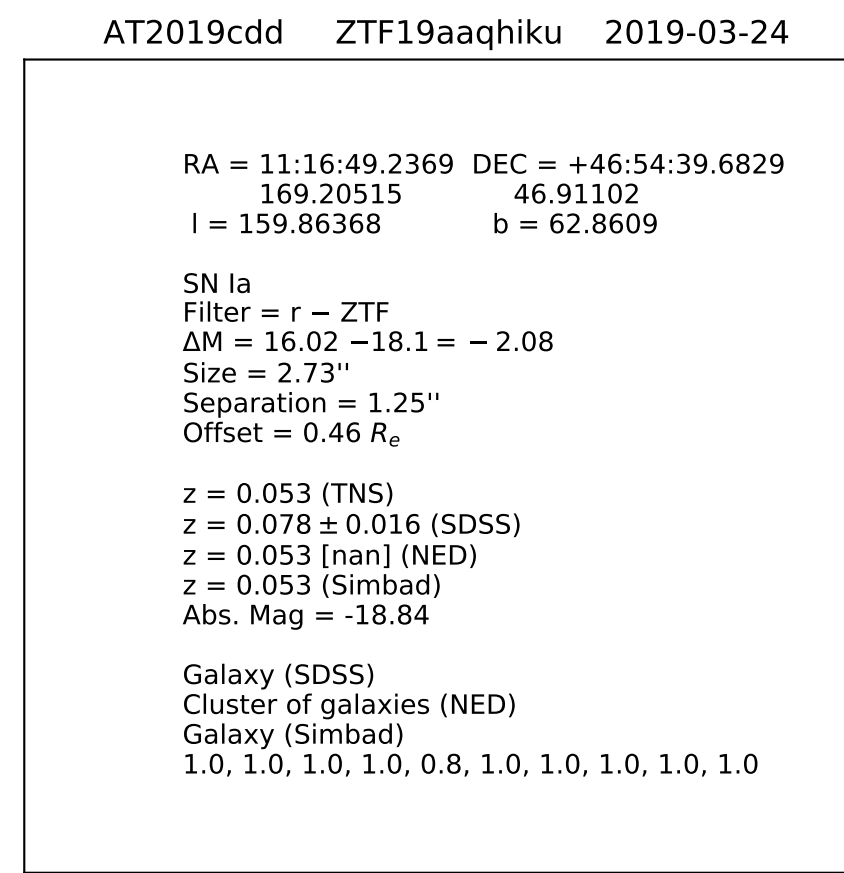 AT2019cdd ZTF19aaqhiku 2019-03-24
RA = 11:16:49.2369 DEC = +46:54:39.6829
169.20515 46.91102
l = 159.86368 b = 62.8609
SN Ia
Filter = r − ZTF
ΔM = 16.02 −18.1 = − 2.08
Size = 2.73''
Separation = 1.25''
Offset = 0.46 Rₑ
z = 0.053 (TNS)
z = 0.078 ± 0.016 (SDSS)
z = 0.053 [nan] (NED)
z = 0.053 (Simbad)
Abs. Mag = -18.84
Galaxy (SDSS)
Cluster of galaxies (NED)
Galaxy (Simbad)
1.0, 1.0, 1.0, 1.0, 0.8, 1.0, 1.0, 1.0, 1.0, 1.0